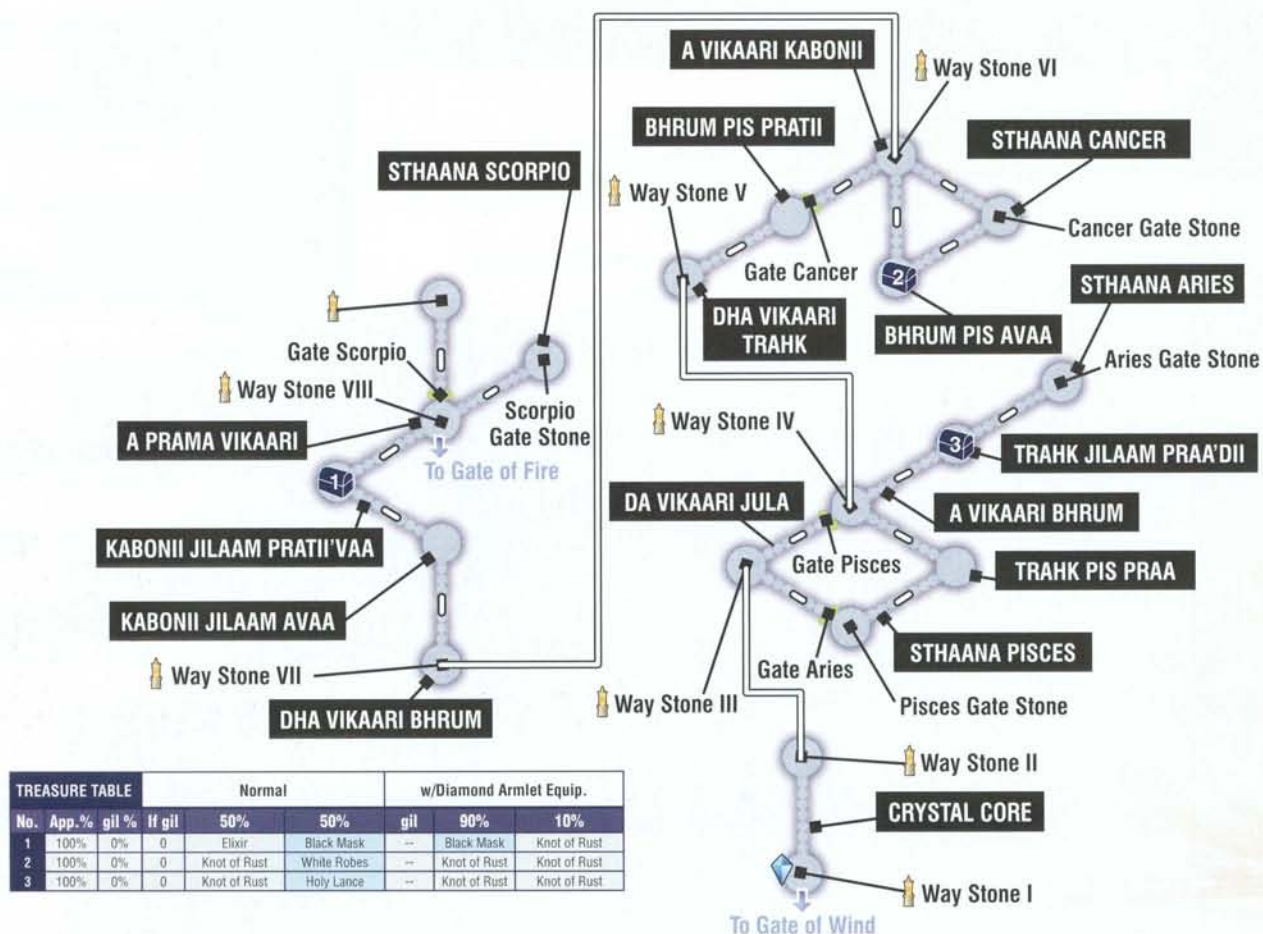 A VIKAARI KABONII
Way Stone VI
BHRUM PIS PRATII
STHAANA CANCER
STHAANA SCORPIO
Way Stone V
Cancer Gate Stone
Gate Cancer
2
STHAANA ARIES
DHA VIKAARI
TRAHK
BHRUM PIS AVAA
Gate Scorpio
Aries Gate Stone
Way Stone VIII
Scorpio
Gate Stone
Way Stone IV
A PRAMA VIKAARI
3
TRAHK JILAAM PRAA'DII
To Gate of Fire
1
DA VIKAARI JULA
A VIKAARI BHRUM
KABONII JILAAM PRATII'VAA
Gate Pisces
TRAHK PIS PRAA
KABONII JILAAM AVAA
STHAANA PISCES
Gate Aries
Way Stone VII
Way Stone III
Pisces Gate Stone
DHA VIKAARI BHRUM
Way Stone II
CRYSTAL CORE
Way Stone I
To Gate of Wind
TREASURE TABLE Normal w/Diamond Armlet Equip.
No. App.% gil % If gil 50% 50% gil 90% 10%
1 100% 0% 0 Elixir Black Mask -- Black Mask Knot of Rust
2 100% 0% 0 Knot of Rust White Robes -- Knot of Rust Knot of Rust
3 100% 0% 0 Knot of Rust Holy Lance -- Knot of Rust Knot of Rust